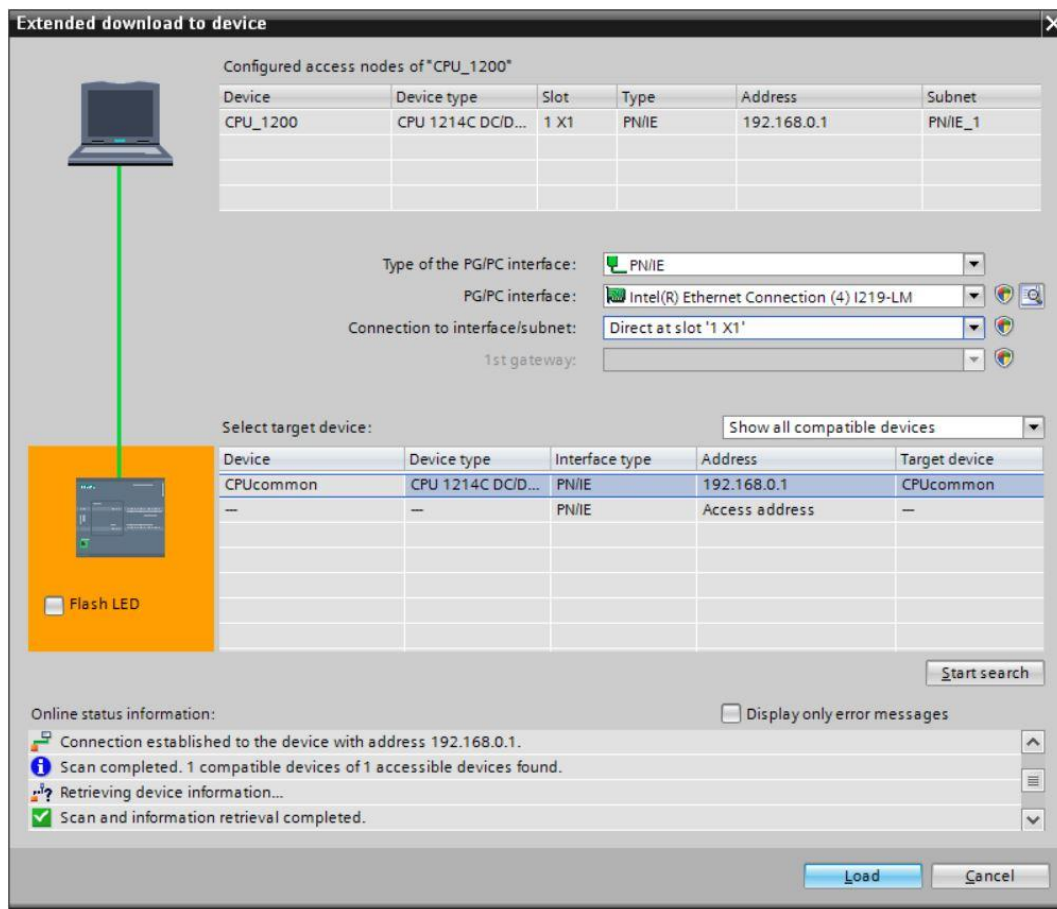 Extended download to device
Configured access nodes of "CPU_1200"
Device Device type Slot Type Address Subnet
CPU_1200 CPU 1214C DC/D... 1 X1 PN/IE 192.168.0.1 PN/IE_1
Type of the PG/PC interface: PN/IE
PG/PC interface: Intel(R) Ethernet Connection (4) I219-LM
Connection to interface/subnet: Direct at slot '1 X1'
1st gateway:
Select target device: Show all compatible devices
Device Device type Interface type Address Target device
CPUcommon CPU 1214C DC/D... PN/IE 192.168.0.1 CPUcommon
— — PN/IE Access address —
Flash LED
Start search
Online status information: Display only error messages
Connection established to the device with address 192.168.0.1.
Scan completed. 1 compatible devices of 1 accessible devices found.
Retrieving device information...
Scan and information retrieval completed.
Load Cancel